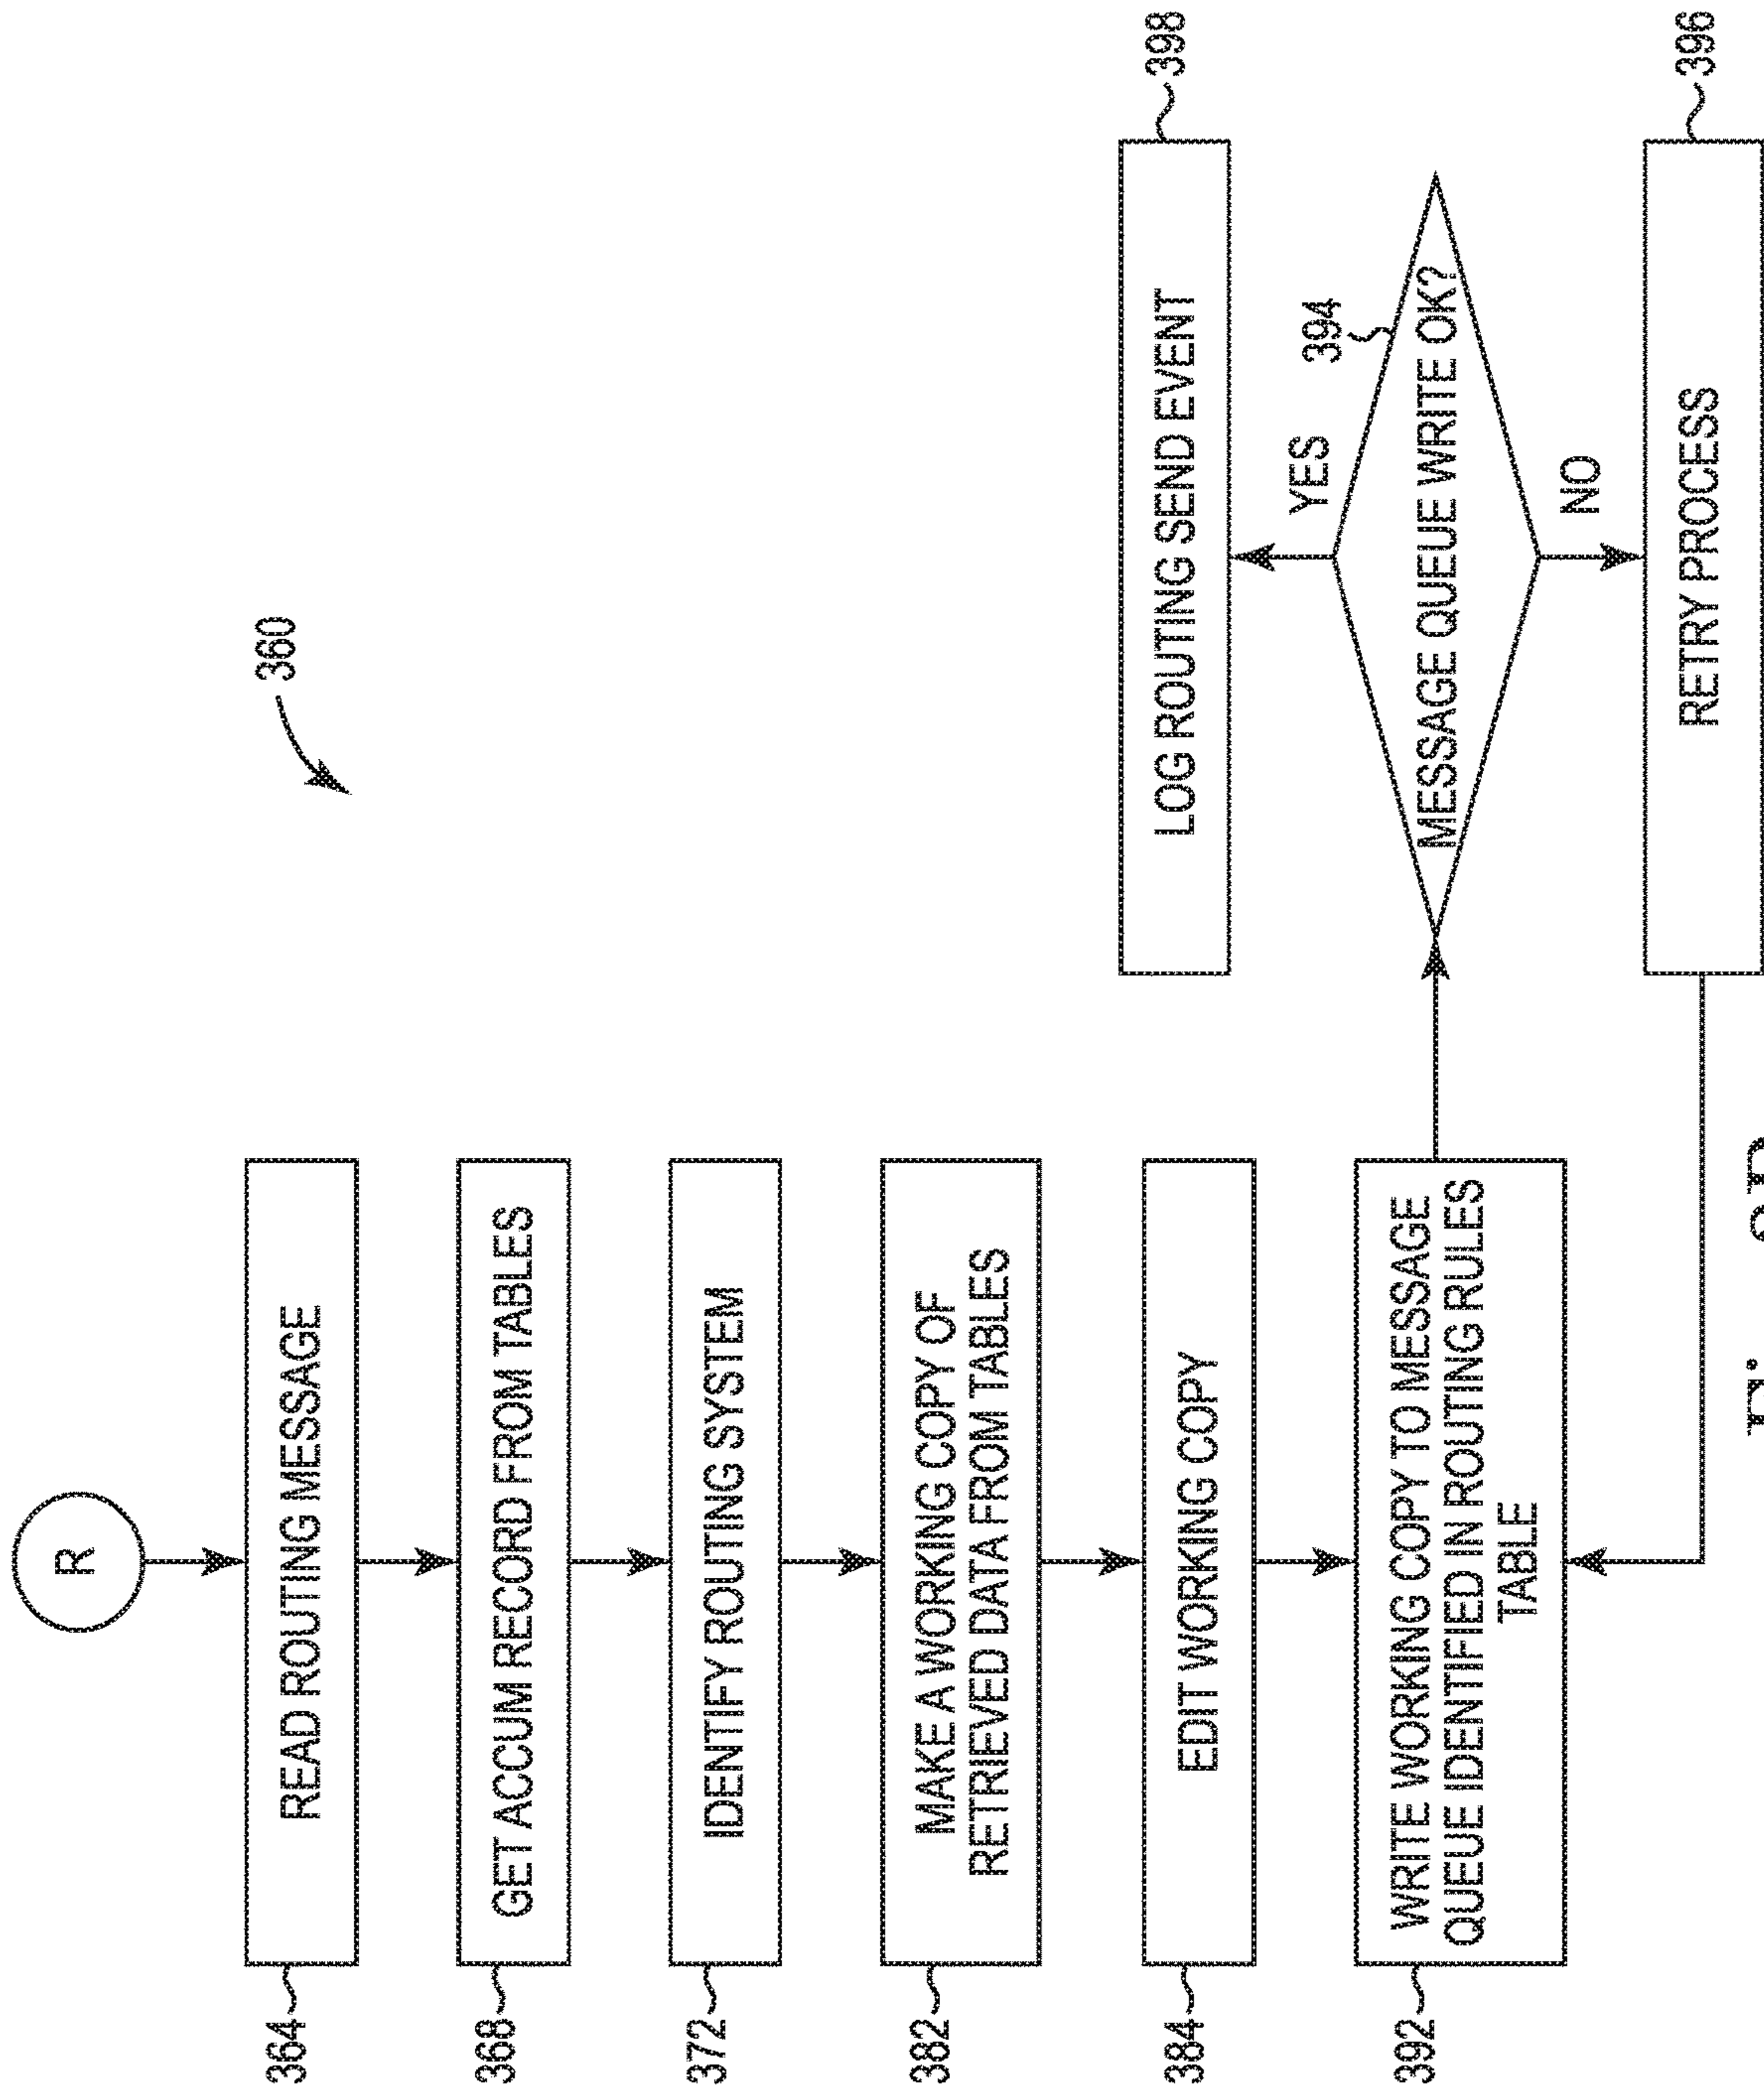 360
R
364
READ ROUTING MESSAGE
368
GET ACCUM RECORD FROM TABLES
372
IDENTIFY ROUTING SYSTEM
382
MAKE A WORKING COPY OF
RETRIEVED DATA FROM TABLES
384
EDIT WORKING COPY
392
WRITE WORKING COPY TO MESSAGE
QUEUE IDENTIFIED IN ROUTING RULES
TABLE
398
LOG ROUTING SEND EVENT
YES
394
MESSAGE QUEUE WRITE OK?
NO
396
RETRY PROCESS